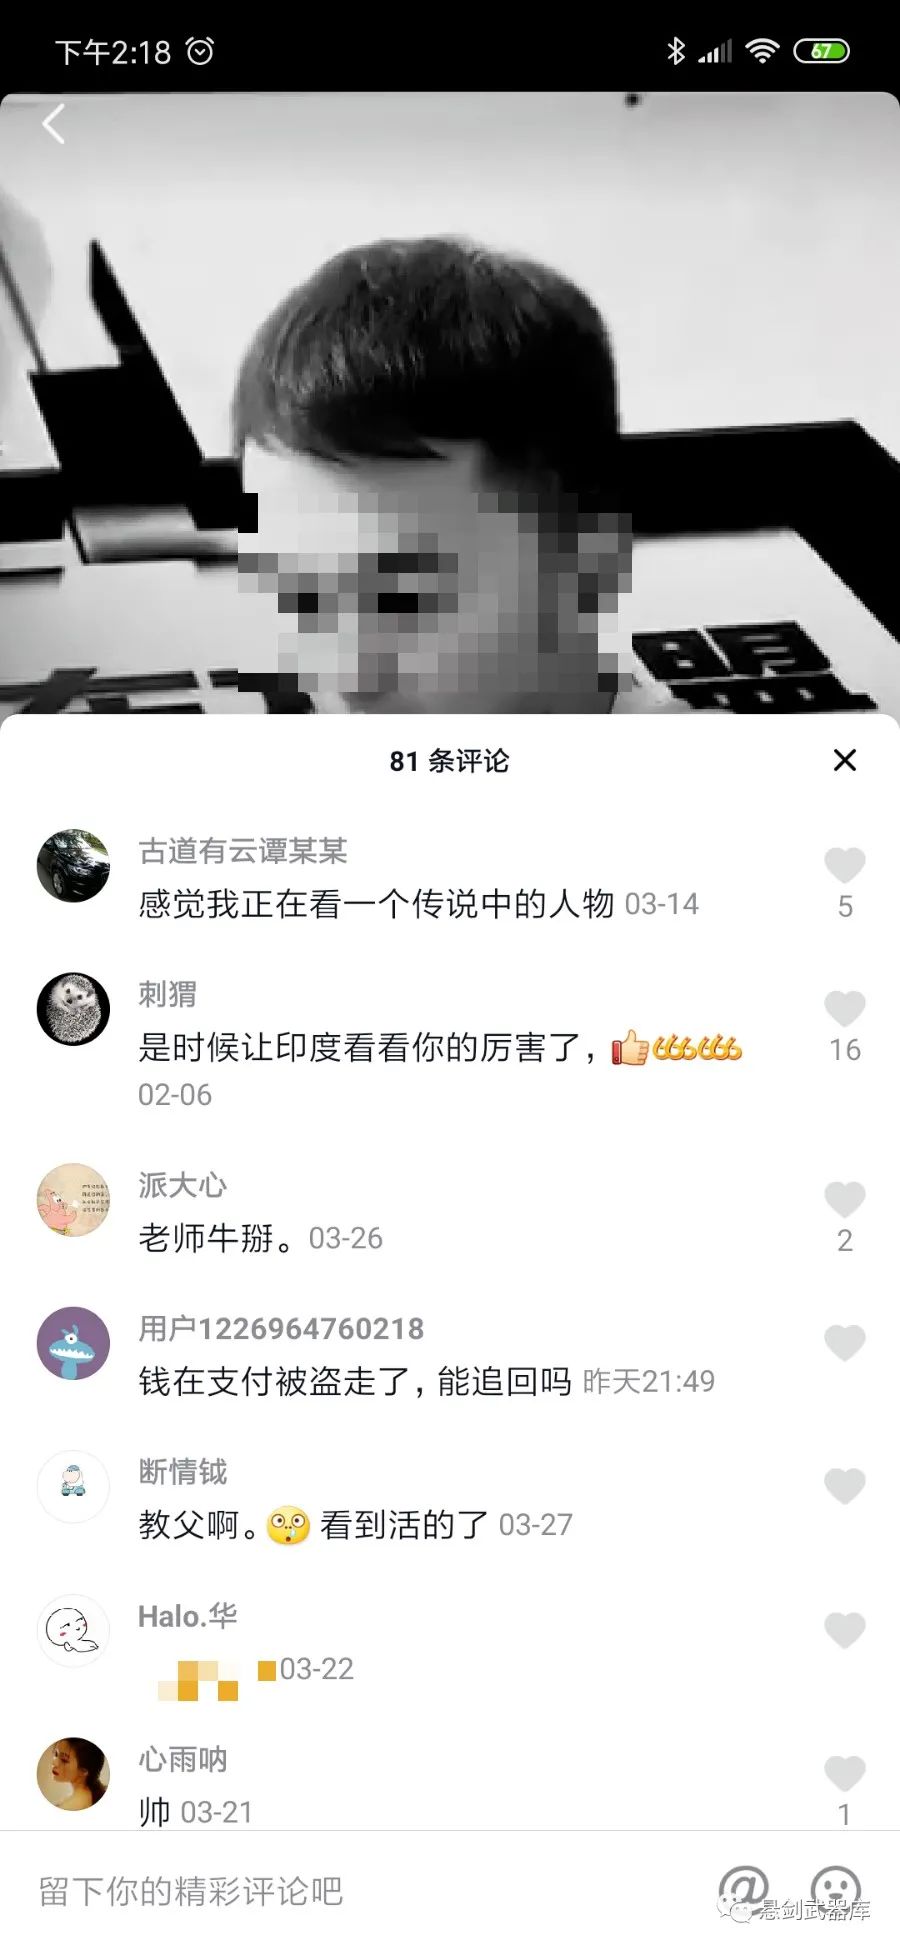 下午2:18
67
盟
81 条评论
古道有云谭某某
感觉我正在看一个传说中的人物 03-14
5
刺猬
是时候让印度看看你的厉害了，👍666666
02-06
16
派大心
老师牛掰。03-26
2
用户1226964760218
钱在支付被盗走了，能追回吗 昨天21:49
断情钺
教父啊。看到活的了 03-27
Halo.华
03-22
心雨呐
帅 03-21
1
留下你的精彩评论吧
@
悬剑武器库